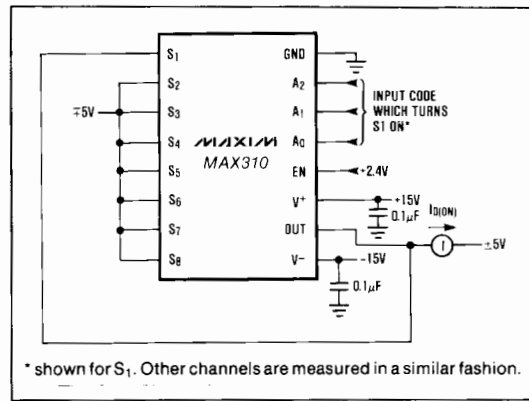 S1 GND
S2 A2
∓5V S3 A1 INPUT CODE
WHICH TURNS
S1 ON*
S4 MAXIM A0
S5 MAX310 EN +2.4V
S6 V+ +15V
0.1µF
ID(ON)
S7 OUT I ±5V
S8 V− -15V
0.1µF
* shown for S1. Other channels are measured in a similar fashion.